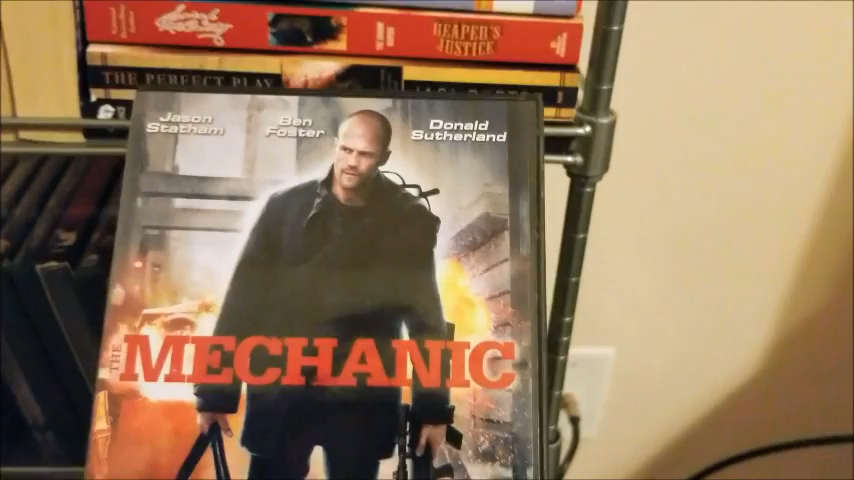 REAPER'S
JUSTICE
THE PERFECT PLAY
Jason
Statham
Ben
Foster
Donald
Sutherland
THE MECHANIC